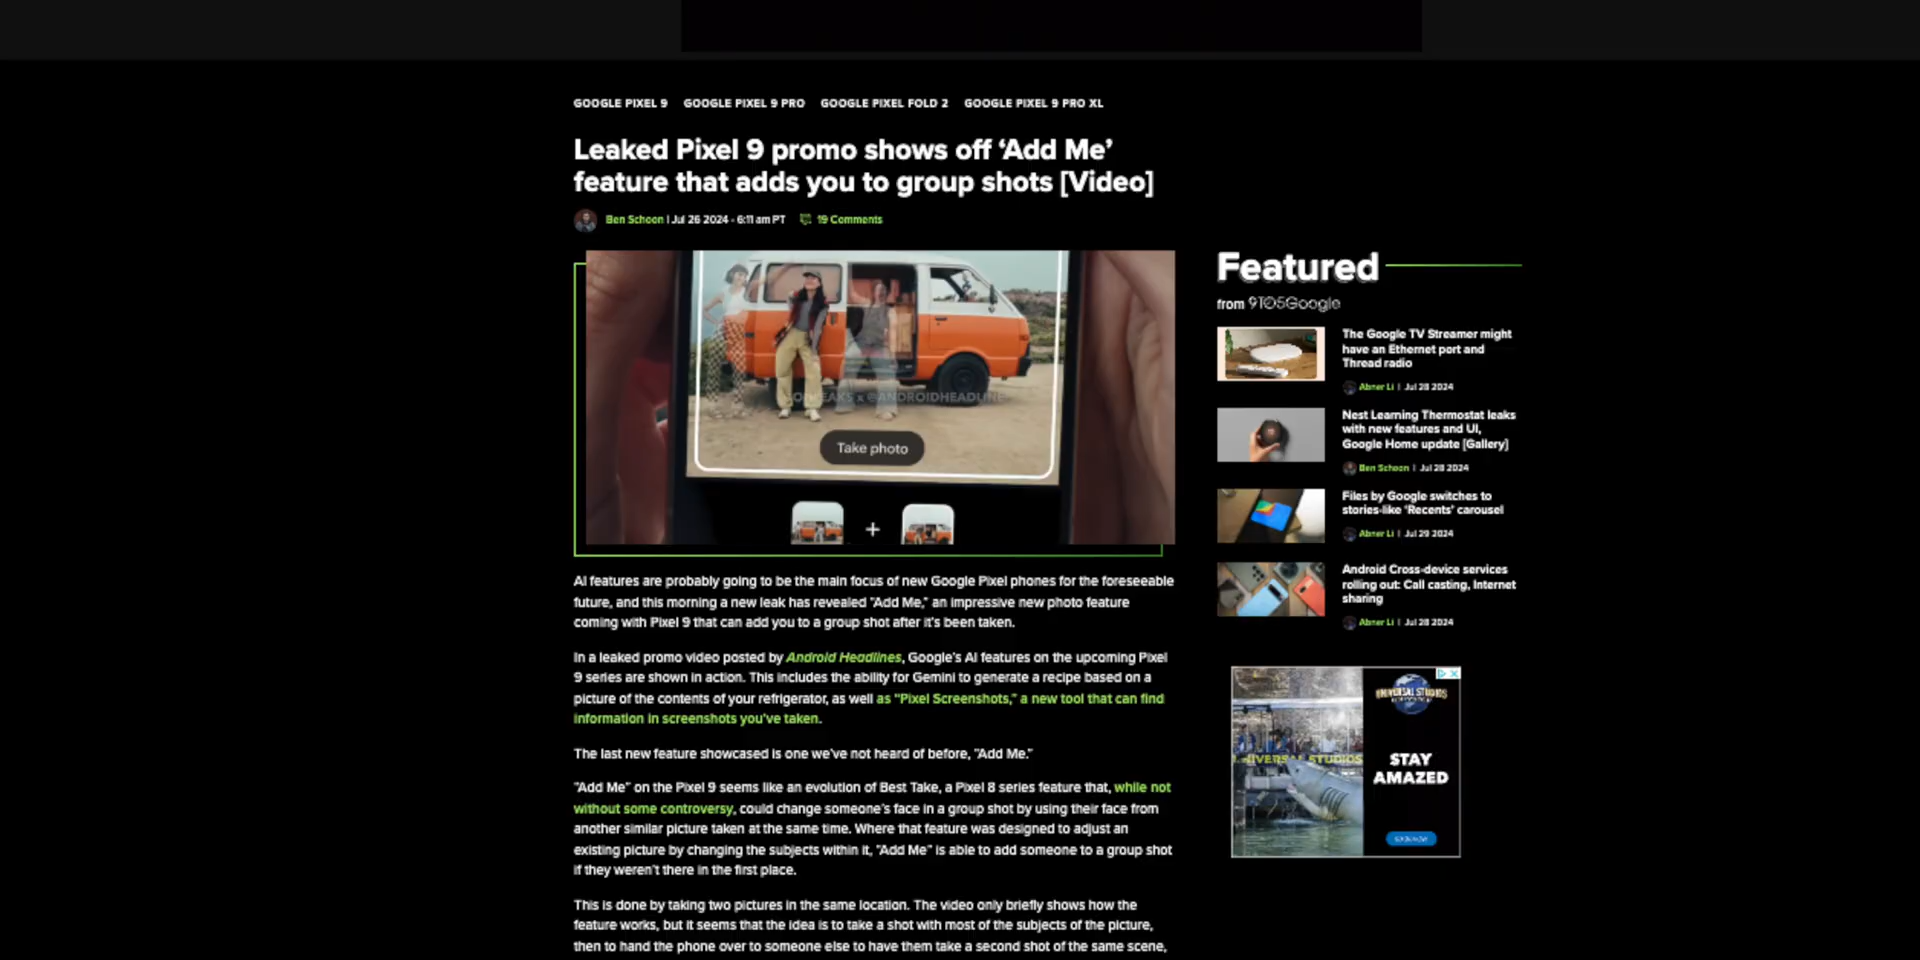 GOOGLE PIXEL 9 GOOGLE PIXEL 9 PRO GOOGLE PIXEL FOLD 2 GOOGLE PIXEL 9 PRO XL
Leaked Pixel 9 promo shows off ‘Add Me’
feature that adds you to group shots [Video]
Ben Schoon | Jul 26 2024 - 6:11 am PT 19 Comments
x @ANDROIDHEADLINE
Take photo
+
AI features are probably going to be the main focus of new Google Pixel phones for the foreseeable
future, and this morning a new leak has revealed “Add Me,” an impressive new photo feature
coming with Pixel 9 that can add you to a group shot after it’s been taken.
In a leaked promo video posted by Android Headlines, Google’s AI features on the upcoming Pixel
9 series are shown in action. This includes the ability for Gemini to generate a recipe based on a
picture of the contents of your refrigerator, as well as “Pixel Screenshots,” a new tool that can find
information in screenshots you’ve taken.
The last new feature showcased is one we’ve not heard of before, “Add Me.”
“Add Me” on the Pixel 9 seems like an evolution of Best Take, a Pixel 8 series feature that, while not
without some controversy, could change someone’s face in a group shot by using their face from
another similar picture taken at the same time. Where that feature was designed to adjust an
existing picture by changing the subjects within it, “Add Me” is able to add someone to a group shot
if they weren’t there in the first place.
This is done by taking two pictures in the same location. The video only briefly shows how the
feature works, but it seems that the idea is to take a shot with most of the subjects of the picture,
then to hand the phone over to someone else to have them take a second shot of the same scene,
Featured
from 9TO5Google
The Google TV Streamer might
have an Ethernet port and
Thread radio
Abner Li | Jul 28 2024
Nest Learning Thermostat leaks
with new features and UI,
Google Home update [Gallery]
Ben Schoon | Jul 28 2024
Files by Google switches to
stories-like ‘Recents’ carousel
Abner Li | Jul 29 2024
Android Cross-device services
rolling out: Call casting, Internet
sharing
Abner Li | Jul 28 2024
UNIVERSAL STUDIOS
STAY
AMAZED